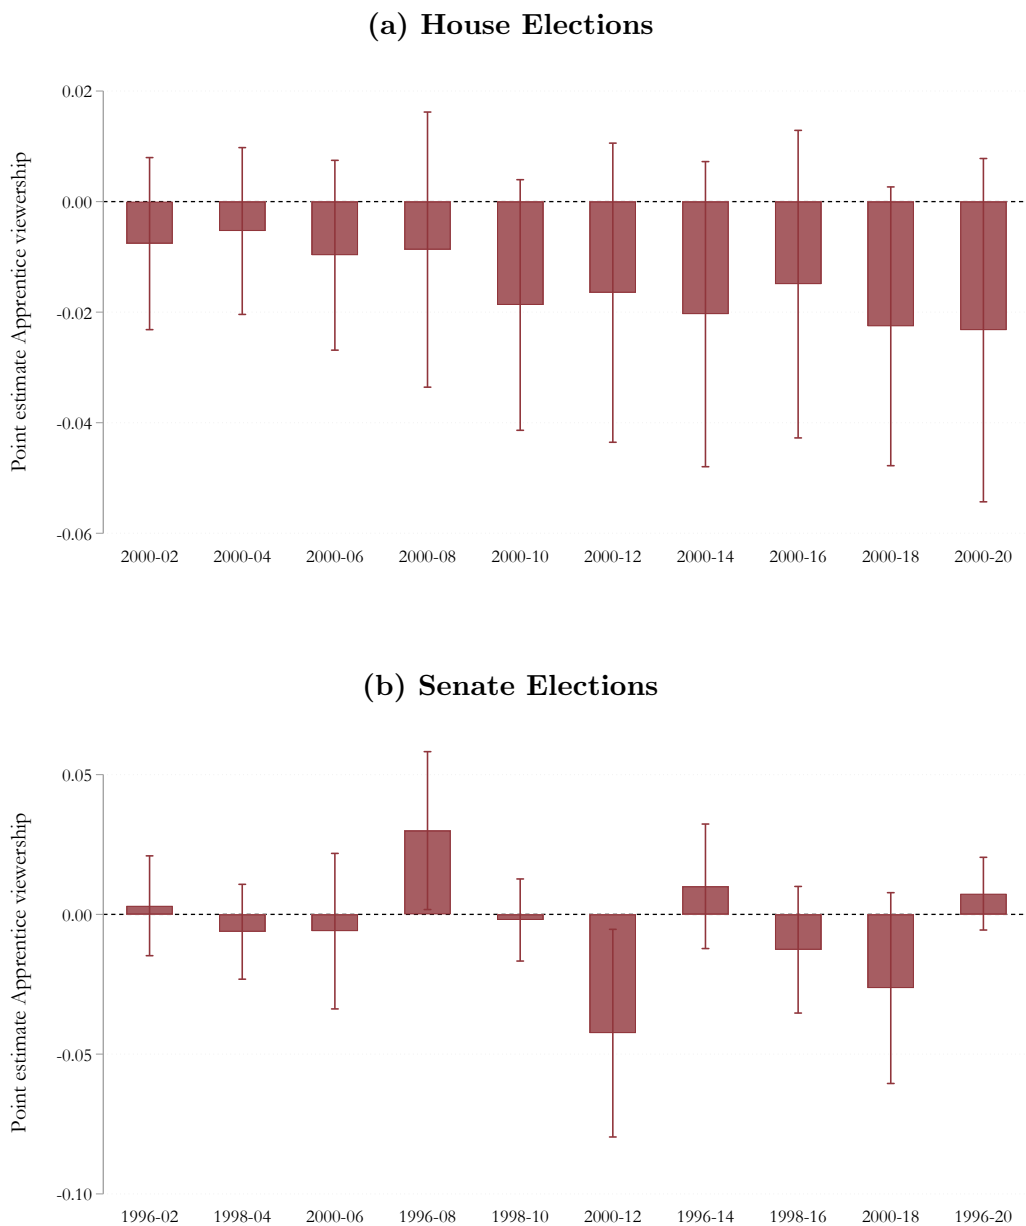 (a) House Elections
Point estimate Apprentice viewership
0.02
0.00
-0.02
-0.04
-0.06
2000-02 2000-04 2000-06 2000-08 2000-10 2000-12 2000-14 2000-16 2000-18 2000-20
(b) Senate Elections
Point estimate Apprentice viewership
0.05
0.00
-0.05
-0.10
1996-02 1998-04 2000-06 1996-08 1998-10 2000-12 1996-14 1998-16 2000-18 1996-20